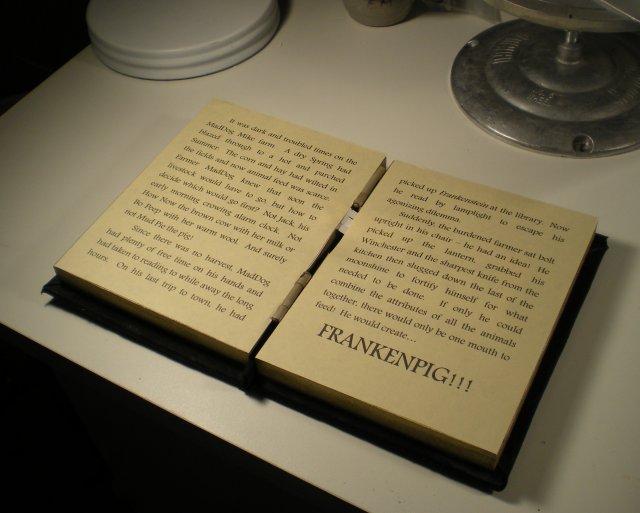 It was dark and troubled times on the
MadDog Mike farm. A dry Spring had
blazed through to a hot and parched
Summer. The corn and hay had wilted in
the fields and now animal feed was scarce.
Farmer MadDog knew that soon the
livestock would have to go, but how to
decide which would go first? Not Jack, his
early morning crowing alarm clock. Not
How Now the brown cow with her milk or
Bo Peep with her warm wool. And surely
not Mud Pie the pig!
Since there was no harvest, MadDog
had plenty of free time on his hands and
had taken to reading to while away the long
hours. On his last trip to town, he had
picked up Frankenstein at the library. Now
he read by lamplight to escape his
agonizing dilemma.
Suddenly, the burdened farmer sat bolt
upright in his chair – he had an idea! He
picked up the lantern, grabbed his
Winchester and the sharpest knife from the
kitchen then slugged down the last of the
moonshine to fortify himself for what
needed to be done. If only he could
combine the attributes of all the animals
together, there would only be one mouth to
feed! He would create...
FRANKENPIG!!!